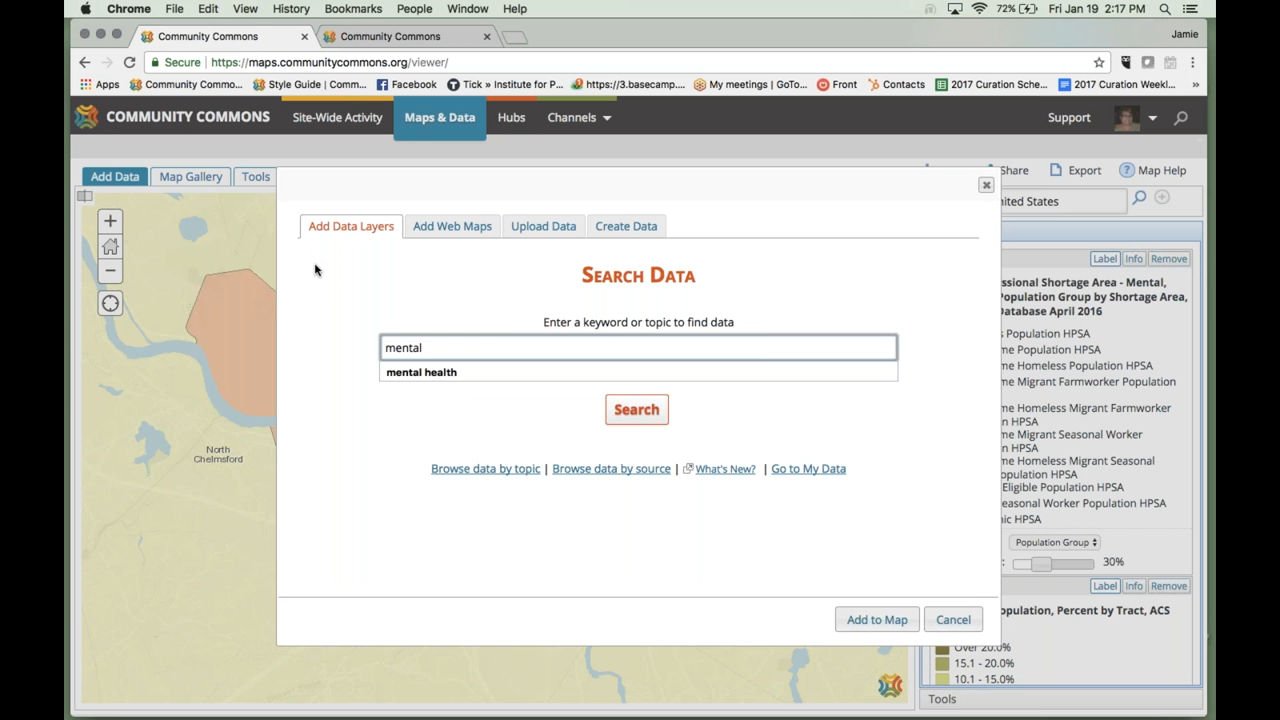 Chrome File Edit View History Bookmarks People Window Help 72% Fri Jan 19 2:17 PM
Community Commons × Community Commons × Jamie
Secure https://maps.communitycommons.org/viewer/
Apps Community Commo... Style Guide | Comm... Facebook Tick » Institute for P... https://3.basecamp.... My meetings | GoTo... Front Contacts 2017 Curation Sche... 2017 Curation Weekl... »
COMMUNITY COMMONS Site-Wide Activity Maps & Data Hubs Channels Support
Add Data Map Gallery Tools Share Export ? Map Help
nited States
Add Data Layers Add Web Maps Upload Data Create Data
SEARCH DATA
Enter a keyword or topic to find data
mental
mental health
Search
Browse data by topic | Browse data by source | What's New? | Go to My Data
Add to Map Cancel
North
Chelmsford
Label Info Remove
ssional Shortage Area - Mental,
opulation Group by Shortage Area,
atabase April 2016
s Population HPSA
me Population HPSA
me Homeless Population HPSA
me Migrant Farmworker Population
me Homeless Migrant Farmworker
n HPSA
me Migrant Seasonal Worker
n HPSA
me Homeless Migrant Seasonal
opulation HPSA
Eligible Population HPSA
easonal Worker Population HPSA
nic HPSA
Population Group
: 30%
Label Info Remove
opulation, Percent by Tract, ACS
Over 20.0%
15.1 - 20.0%
10.1 - 15.0%
Tools